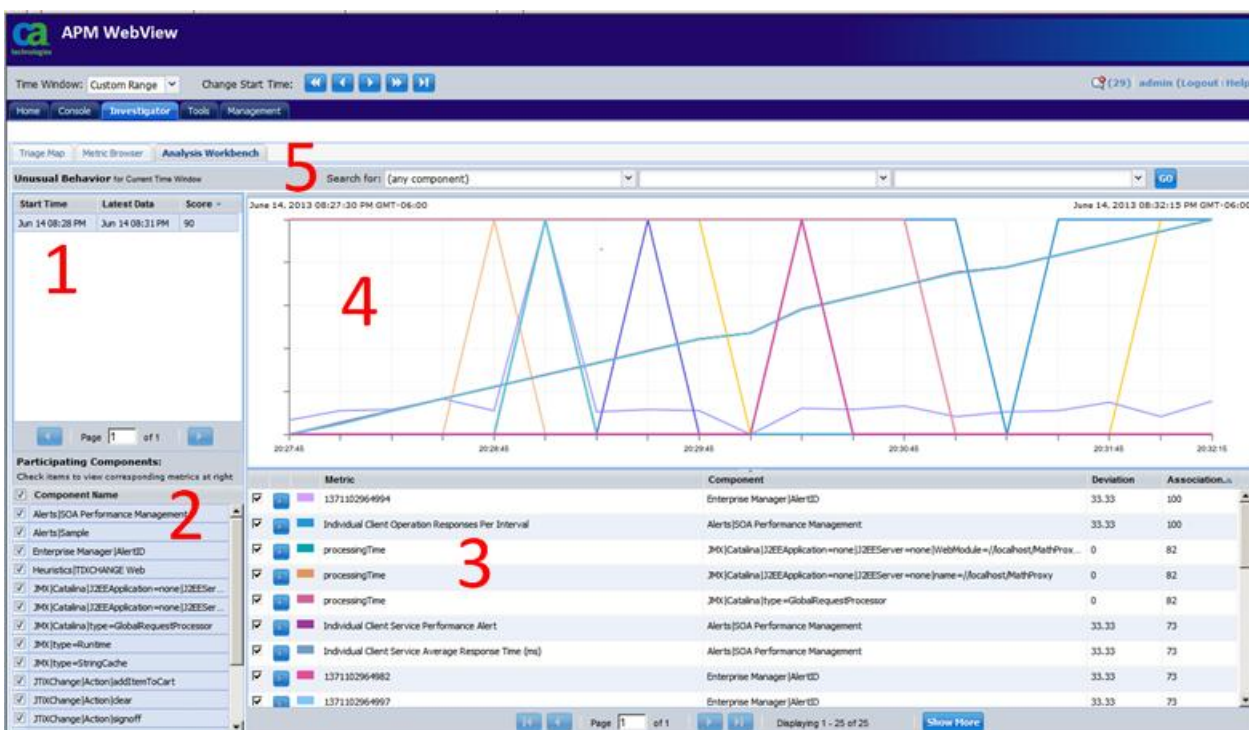 ca
technologies
APM WebView
Time Window: Custom Range Change Start Time: (29) admin (Logout Help
Home Console Investigator Tools Management
Triage Map Metric Browser Analysis Workbench
5
Unusual Behavior for Current Time Window Search for: (any component) GO
Start Time Latest Data Score
Jun 14 08:28 PM Jun 14 08:31 PM 90
1
Page 1 of 1
June 14, 2013 08:27:30 PM GMT-06:00 June 14, 2013 08:32:15 PM GMT-06:00
4
20:27:45 20:28:45 20:29:45 20:30:45 20:31:45 20:32:15
Participating Components:
Check items to view corresponding metrics at right
Component Name
2
Alerts|SOA Performance Management
Alerts|Sample
Enterprise Manager|AlertID
Heuristics|TIXCHANGE Web
JMX|Catalina|J2EEApplication=none|J2EESer...
JMX|Catalina|J2EEApplication=none|J2EESer...
JMX|Catalina|type=GlobalRequestProcessor
JMX|type=Runtime
JMX|type=StringCache
JTiXChange|Action|addItemToCart
JTiXChange|Action|clear
JTiXChange|Action|signoff
Metric Component Deviation Association...
1371102964994 Enterprise Manager|AlertID 33.33 100
Individual Client Operation Responses Per Interval Alerts|SOA Performance Management 33.33 100
3
processingTime JMX|Catalina|J2EEApplication=none|J2EEServer=none|WebModule=//localhost/MathProx... 0 82
processingTime JMX|Catalina|J2EEApplication=none|J2EEServer=none|name=//localhost/MathProxy 0 82
processingTime JMX|Catalina|type=GlobalRequestProcessor 0 82
Individual Client Service Performance Alert Alerts|SOA Performance Management 33.33 73
Individual Client Service Average Response Time (ms) Alerts|SOA Performance Management 33.33 73
1371102964982 Enterprise Manager|AlertID 33.33 73
1371102964997 Enterprise Manager|AlertID 33.33 73
Page 1 of 1 Displaying 1 - 25 of 25 Show More